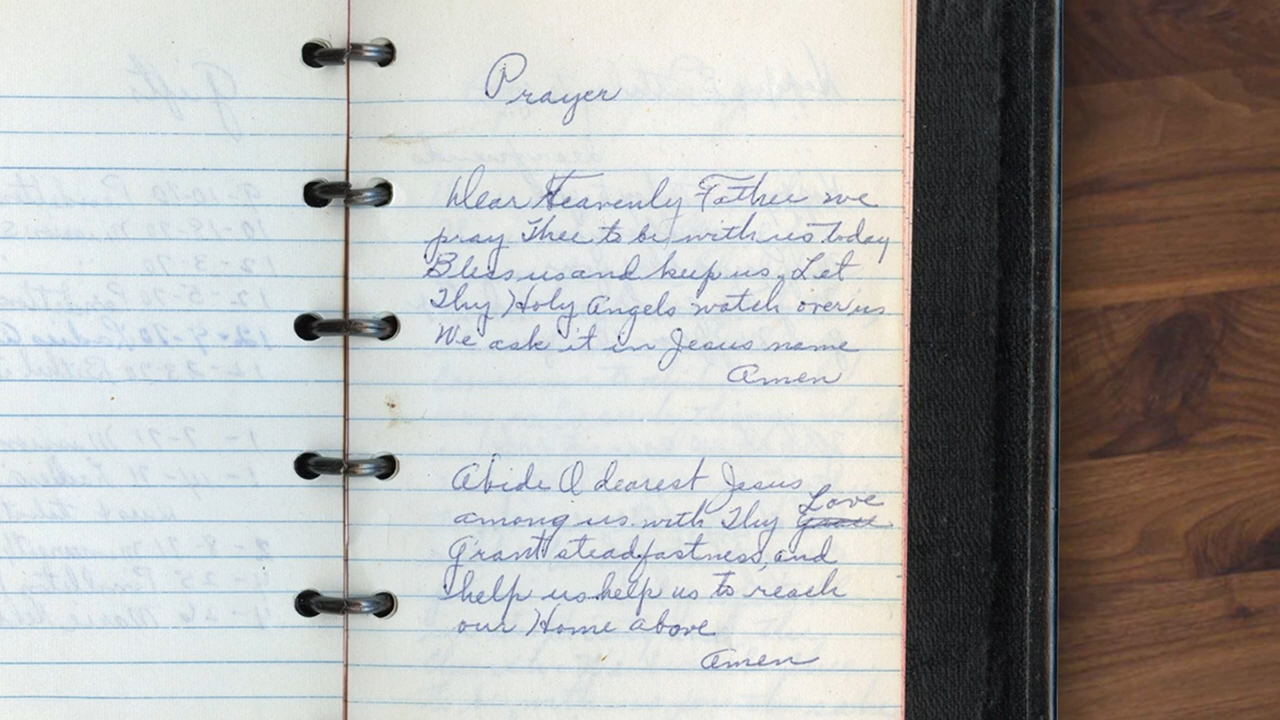 Prayer
Dear Heavenly Father we
pray Thee to be with us today
Bless us and keep us, Let
Thy Holy Angels watch over us
We ask it in Jesus name
Amen
Abide O dearest Jesus
Love
among us with Thy
Grant steadfastness, and
help us help us to reach
our Home above
Amen